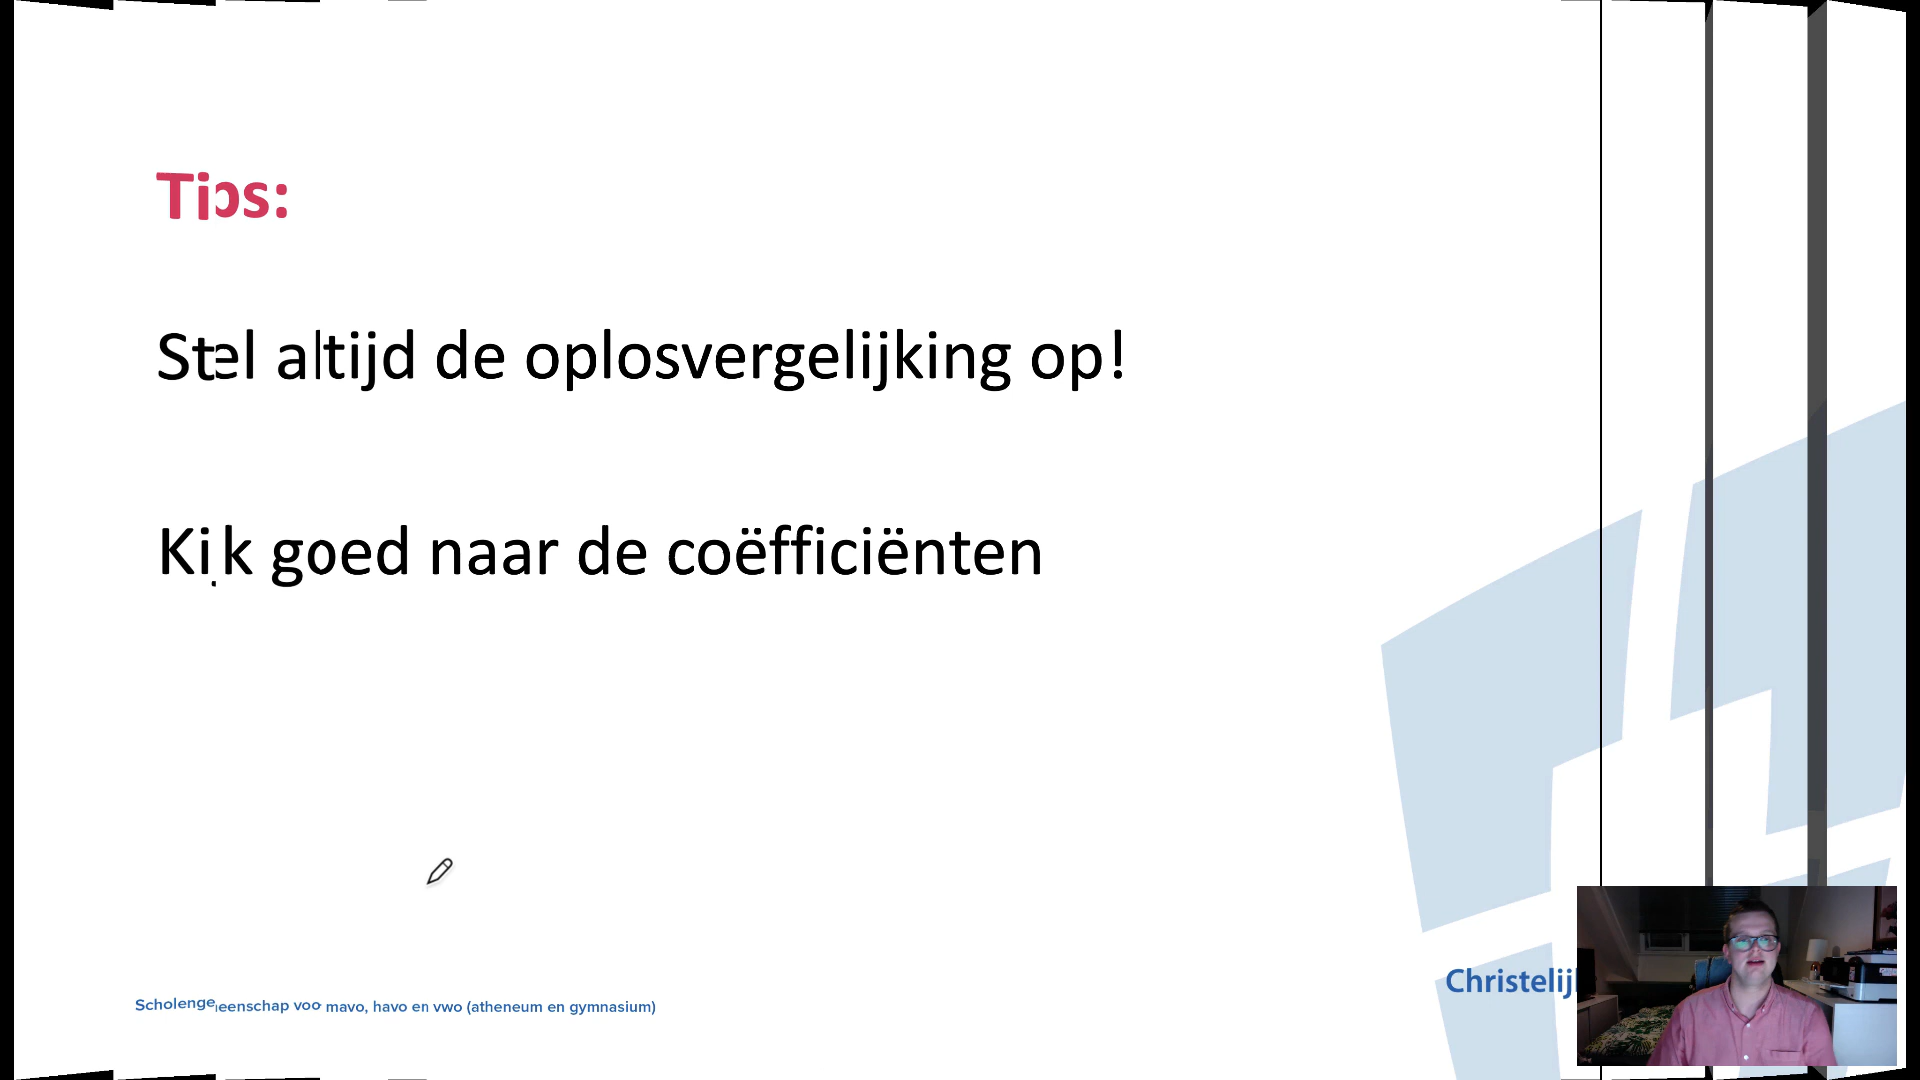 Tips:
Stel altijd de oplosvergelijking op!
Kijk goed naar de coëfficiënten
Scholengemeenschap voor mavo, havo en vwo (atheneum en gymnasium)
Christelij